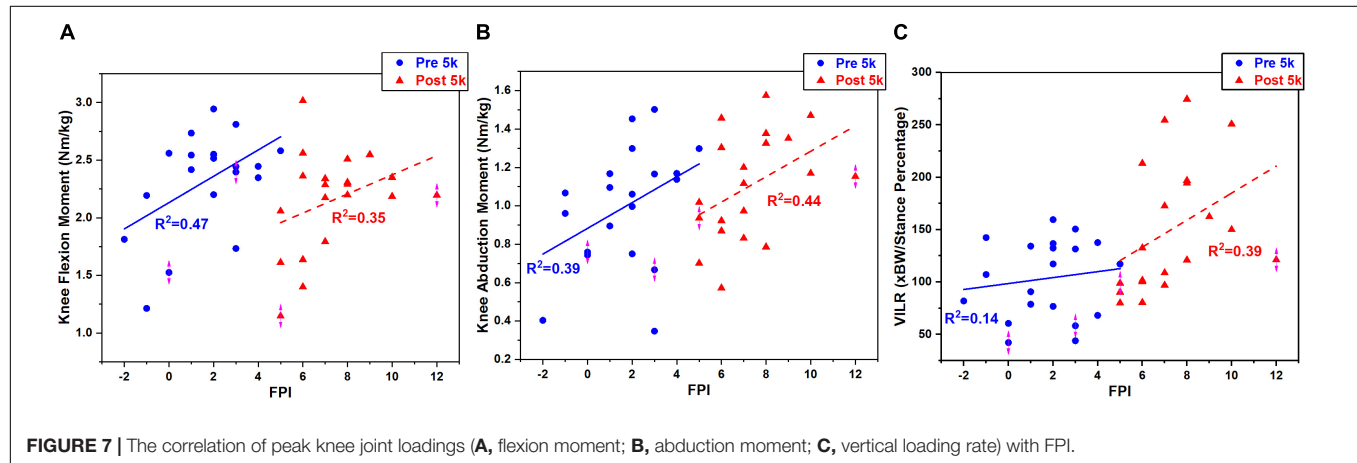 A
Pre 5k
Post 5k
Knee Flexion Moment (Nm/kg)
3.0
2.5
2.0
1.5
1.0
R²=0.47
R²=0.35
-2 0 2 4 6 8 10 12
FPI
B
Pre 5k
Post 5k
Knee Abduction Moment (Nm/kg)
1.6
1.4
1.2
1.0
0.8
0.6
0.4
0.2
R²=0.39
R²=0.44
-2 0 2 4 6 8 10 12
FPI
C
Pre 5k
Post 5k
VILR (xBW/Stance Percentage)
300
250
200
150
100
50
R²=0.14
R²=0.39
-2 0 2 4 6 8 10 12
FPI
FIGURE 7 | The correlation of peak knee joint loadings (A, flexion moment; B, abduction moment; C, vertical loading rate) with FPI.